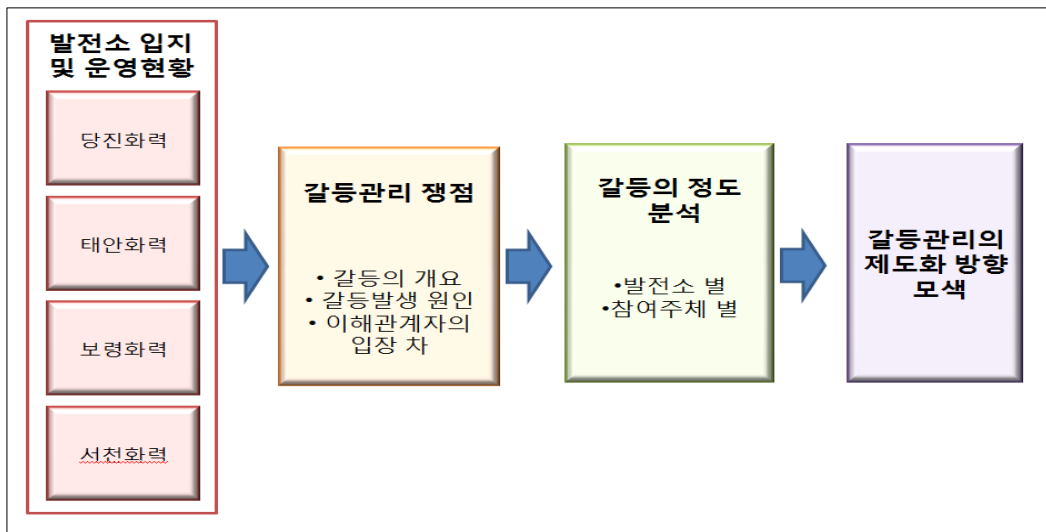 발전소 입지
및 운영현황
당진화력
태안화력
보령화력
서천화력
갈등관리 쟁점
• 갈등의 개요
• 갈등발생 원인
• 이해관계자의
입장 차
갈등의 정도
분석
•발전소 별
•참여주체 별
갈등관리의
제도화 방향
모색